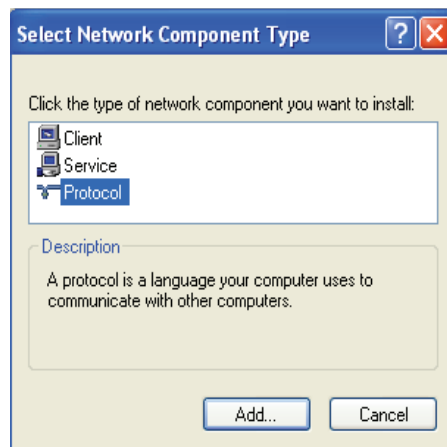 Select Network Component Type
Click the type of network component you want to install:
Client
Service
Protocol
Description
A protocol is a language your computer uses to
communicate with other computers.
Add...
Cancel